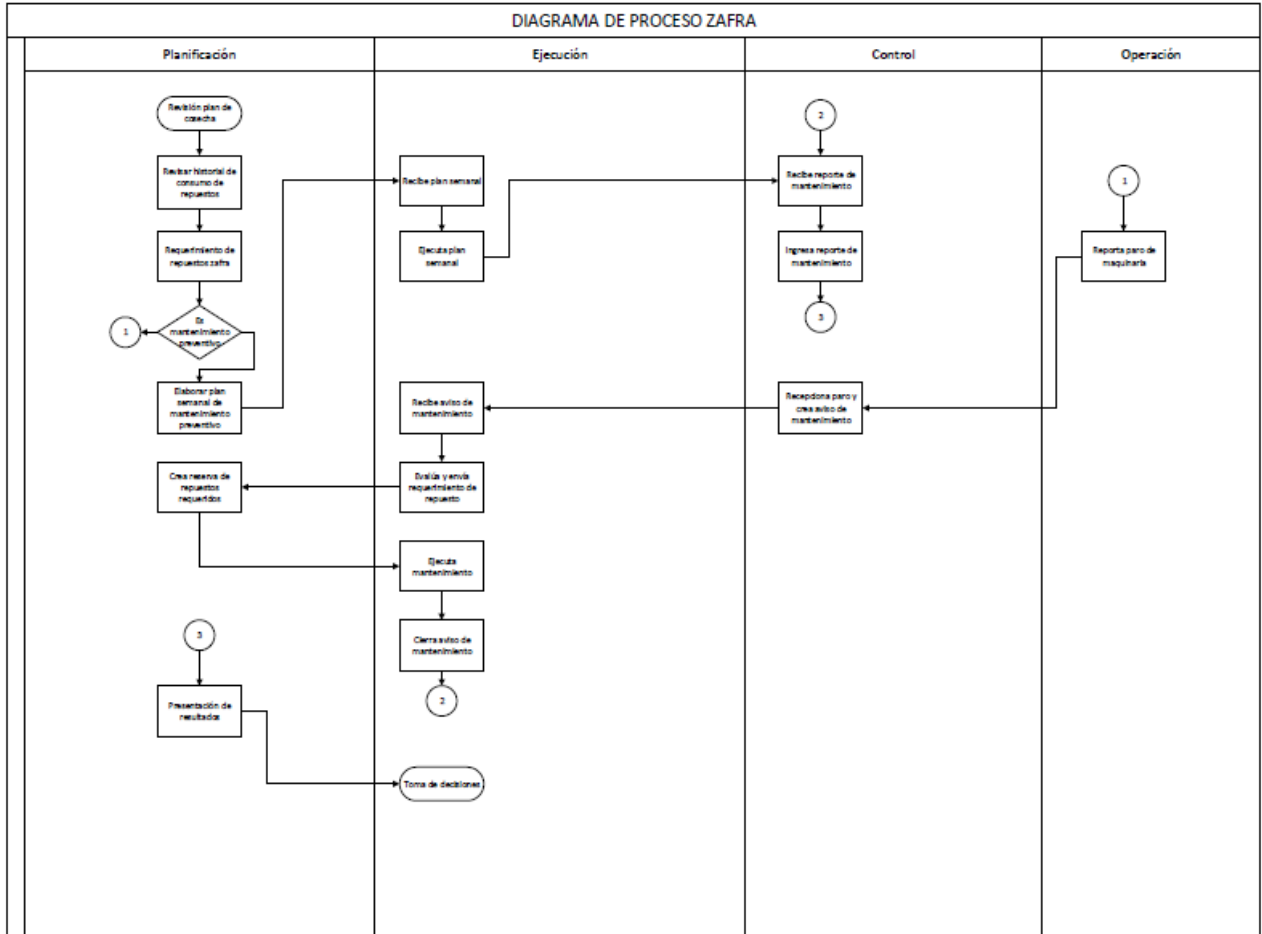 DIAGRAMA DE PROCESO ZAFRA
Planificación
Ejecución
Control
Operación
Revisión plan de
cosecha
Revisar historial de
consumo de
repuestos
Requerimiento de
repuestos zafra
Es
mantenimiento
preventivo
1
Elaborar plan
semanal de
mantenimiento
preventivo
Crea reserva de
repuestos
requeridos
3
Presentación de
resultados
Recibe plan semanal
Ejecuta plan
semanal
Recibe aviso de
mantenimiento
Evalúa y envía
requerimiento de
repuesto
Ejecuta
mantenimiento
Cierra aviso de
mantenimiento
2
Toma de decisiones
2
Recibe reporte de
mantenimiento
Ingresa reporte de
mantenimiento
3
Recepciona paro y
crea aviso de
mantenimiento
1
Reporta paro de
maquinaria